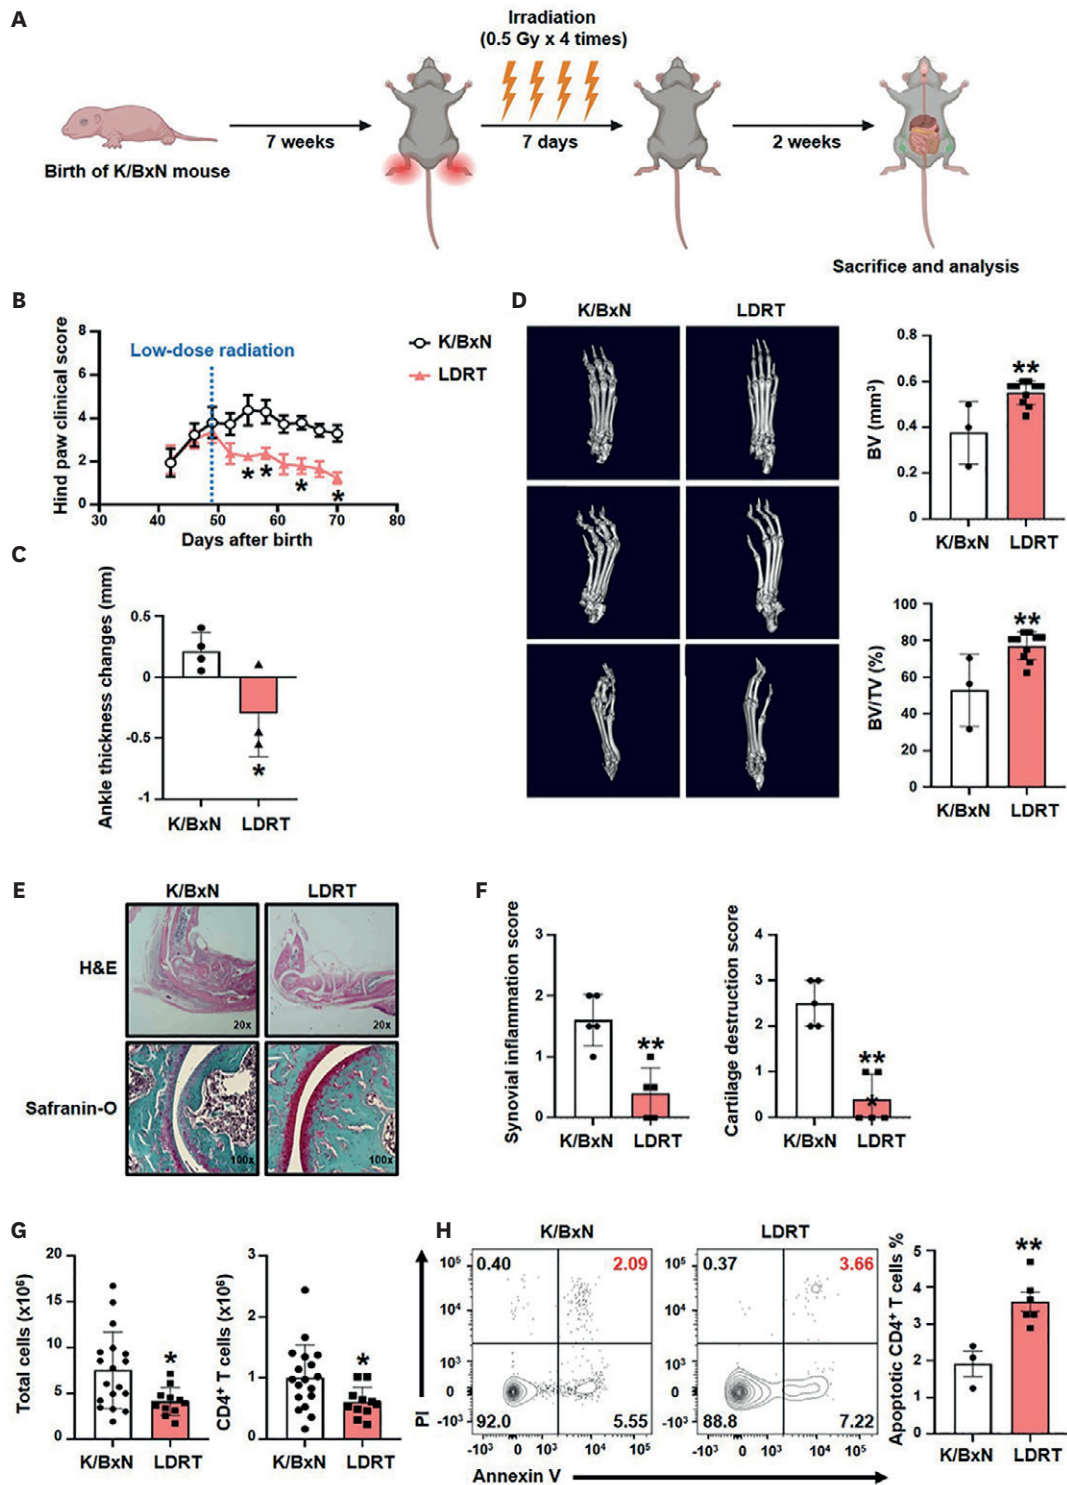 A
Irradiation
(0.5 Gy x 4 times)
7 weeks
7 days
2 weeks
Birth of K/BxN mouse
Sacrifice and analysis
B
Hind paw clinical score
8
6
4
2
0
Low-dose radiation
K/BxN
LDRT
* * * *
30 40 50 60 70 80
Days after birth
C
Ankle thickness changes (mm)
0.5
0
-0.5
-1
*
K/BxN LDRT
D
K/BxN LDRT
BV (mm³)
0.8
0.6
0.4
0.2
0
**
K/BxN LDRT
BV/TV (%)
100
80
60
40
20
0
**
K/BxN LDRT
E
K/BxN LDRT
H&E
20x 20x
Safranin-O
100x 100x
F
Synovial inflammation score
3
2
1
0
**
K/BxN LDRT
Cartilage destruction score
4
3
2
1
0
**
K/BxN LDRT
G
Total cells (x10⁶)
20
15
10
5
0
*
K/BxN LDRT
CD4⁺ T cells (x10⁶)
3
2
1
0
*
K/BxN LDRT
H
K/BxN LDRT
PI
10⁵
10⁴
10³
0
-10³
0.40 2.09
92.0 5.55
-10³ 0 10³ 10⁴ 10⁵
10⁵
10⁴
10³
0
-10³
0.37 3.66
88.8 7.22
-10³ 0 10³ 10⁴ 10⁵
Annexin V
Apoptotic CD4⁺ T cells %
5
4
3
2
1
0
**
K/BxN LDRT